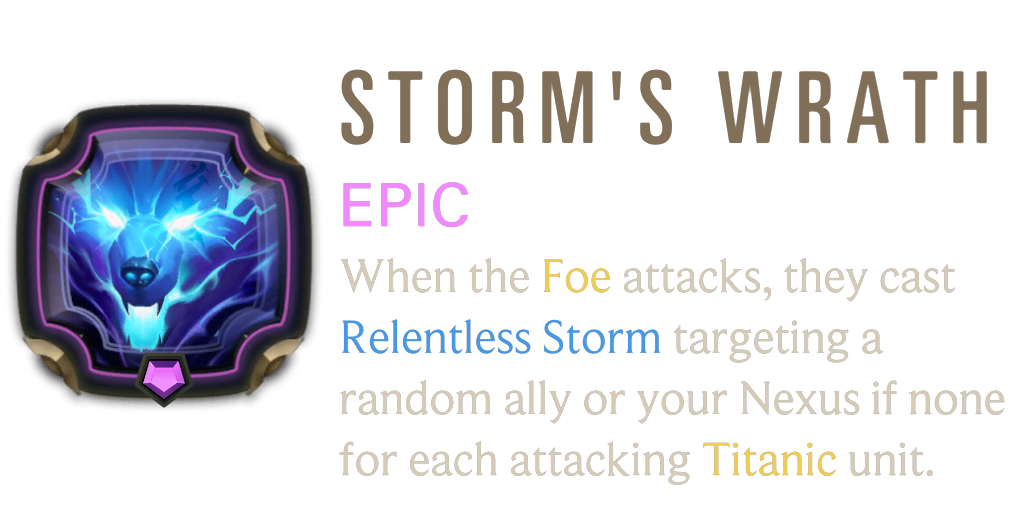 STORM'S WRATH
EPIC
When the Foe attacks, they cast
Relentless Storm targeting a
random ally or your Nexus if none
for each attacking Titanic unit.